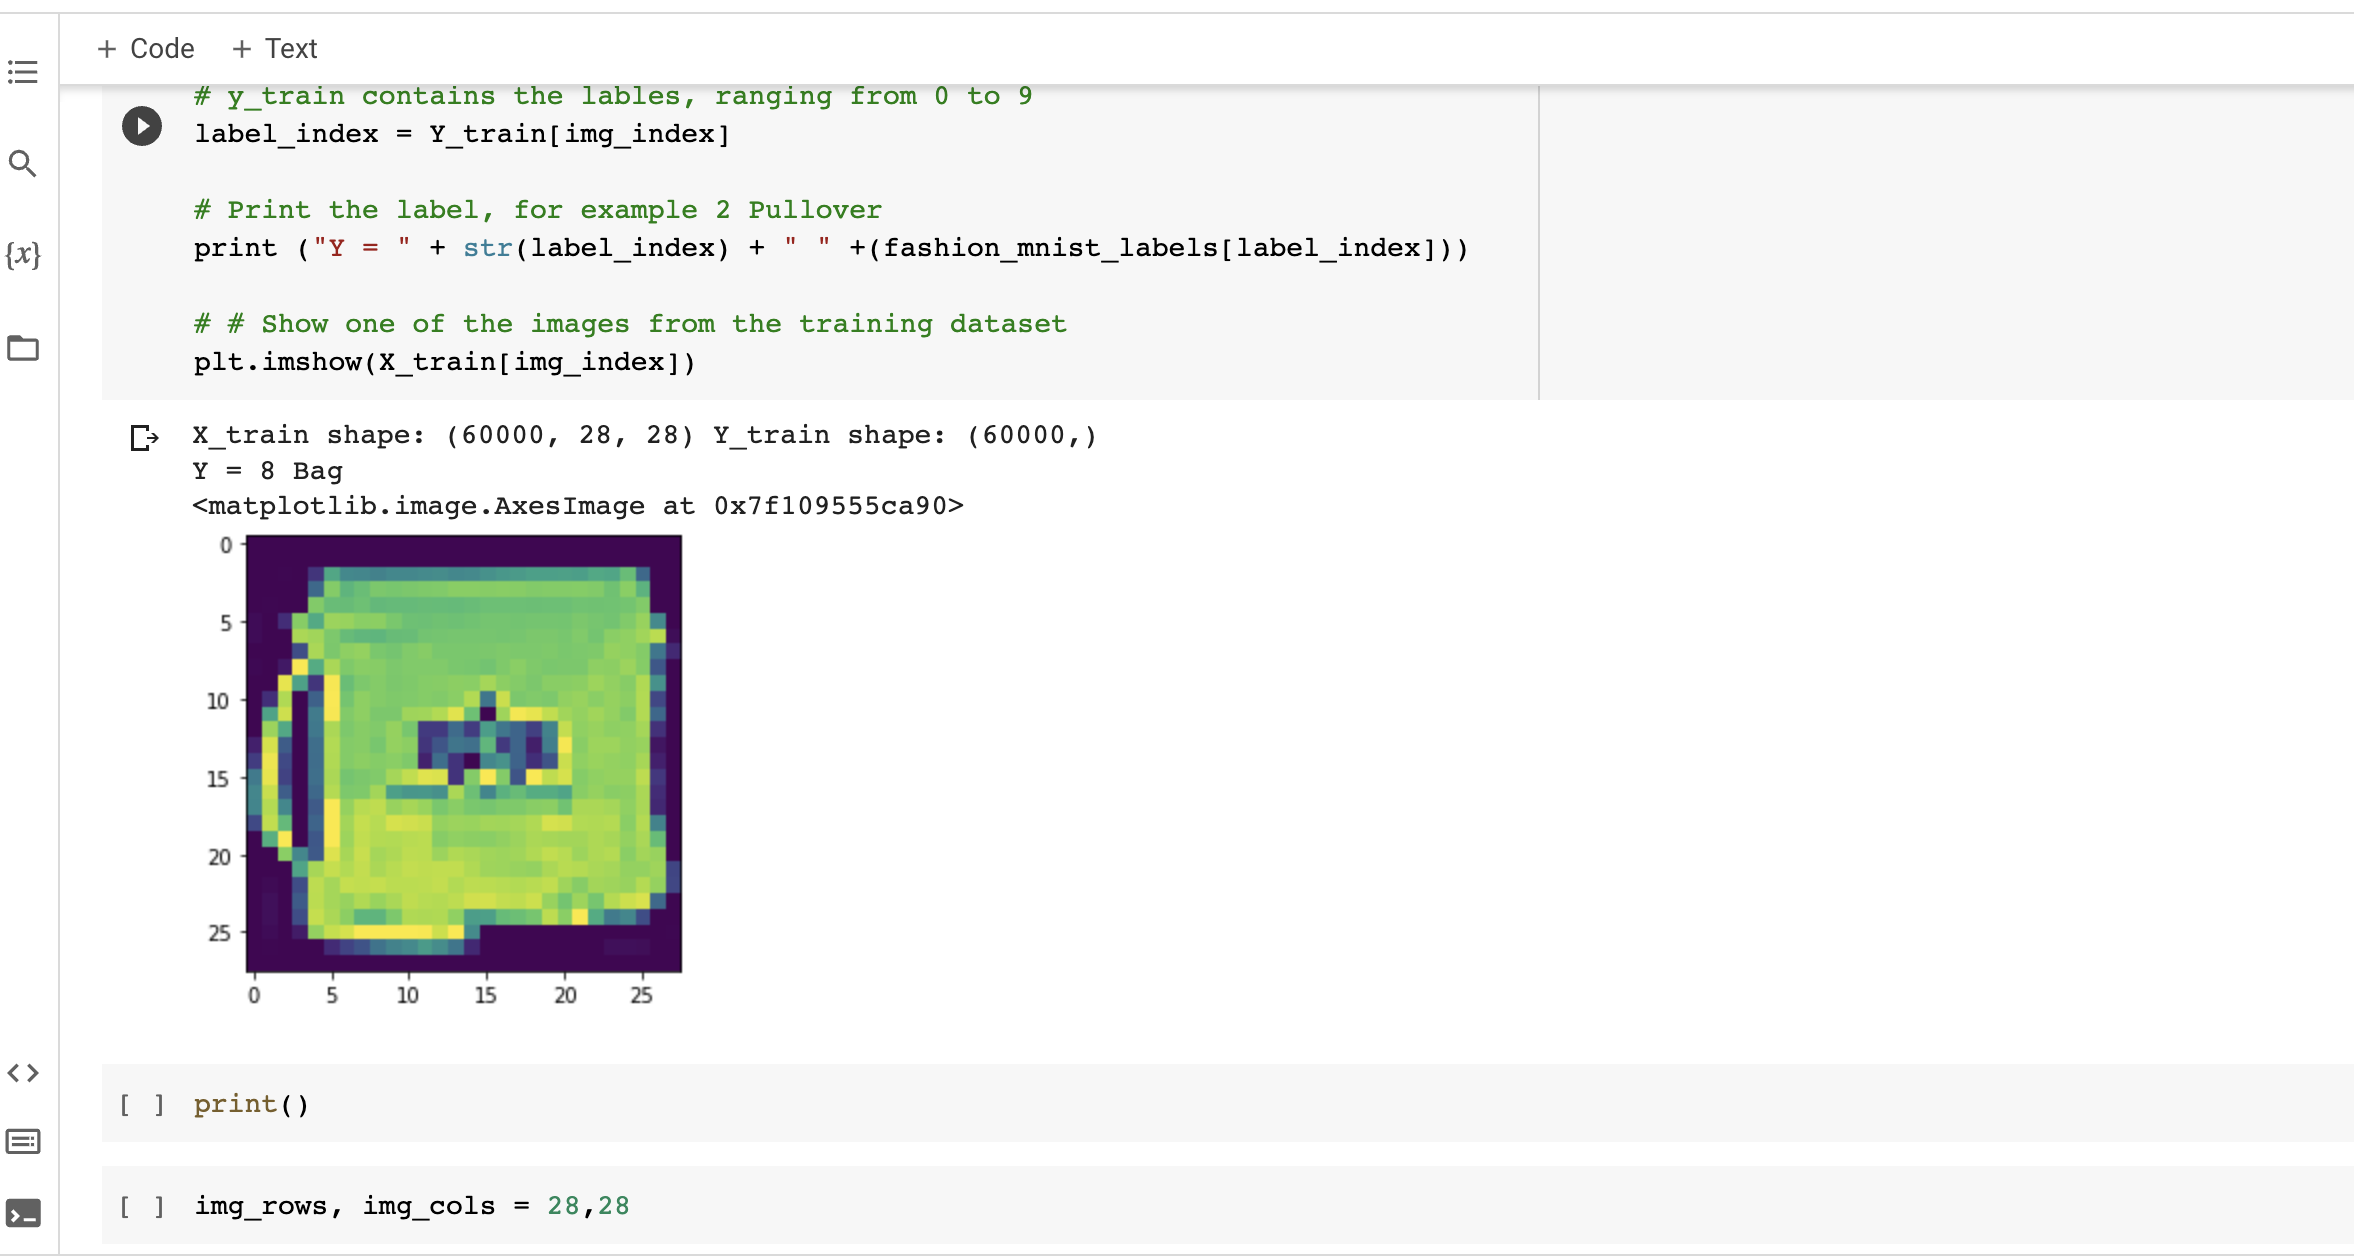 + Code + Text
# y_train contains the lables, ranging from 0 to 9
label_index = Y_train[img_index]
# Print the label, for example 2 Pullover
print ("Y = " + str(label_index) + " " +(fashion_mnist_labels[label_index]))
# # Show one of the images from the training dataset
plt.imshow(X_train[img_index])
{x}
X_train shape: (60000, 28, 28) Y_train shape: (60000,)
Y = 8 Bag
<matplotlib.image.AxesImage at 0x7f109555ca90>
0
5
10
15
20
25
0 5 10 15 20 25
[ ] print()
[ ] img_rows, img_cols = 28,28